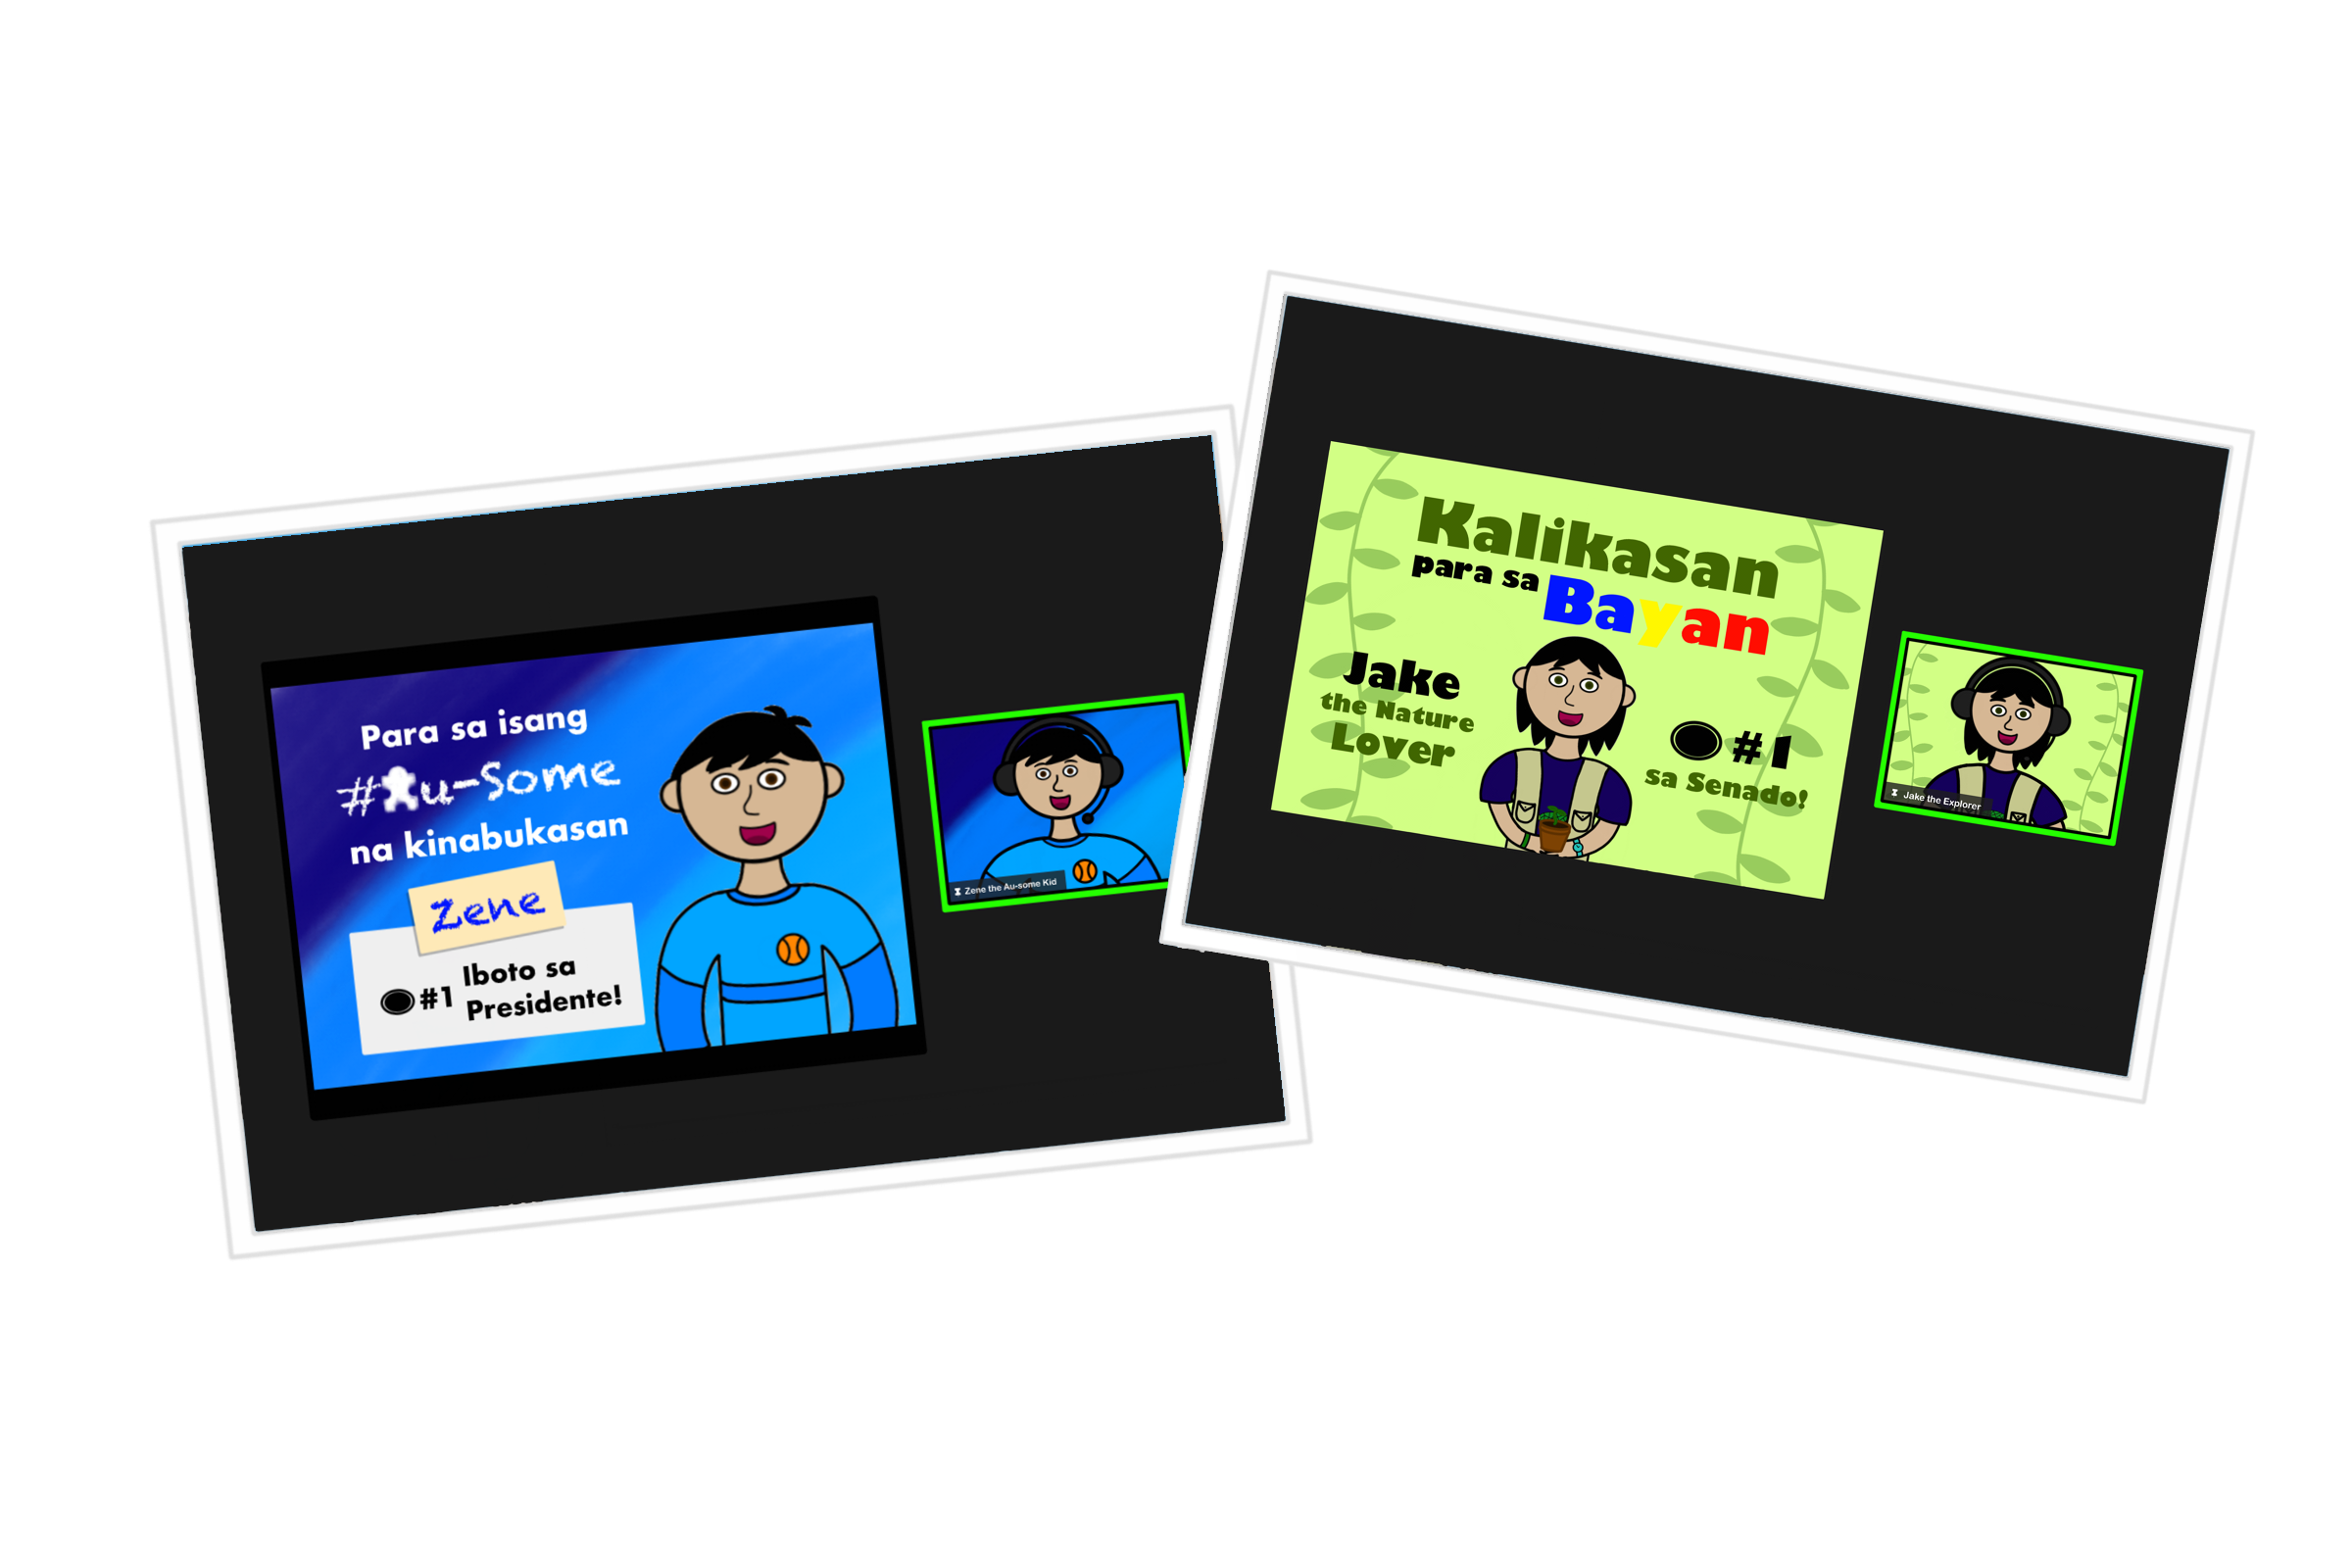 Para sa isang
#Au-Some
na kinabukasan
Zene
#1 Iboto sa
Presidente!
Zene the Au-some Kid
Kalikasan
para sa Bayan
Jake
the Nature
Lover
#1
sa Senado!
Jake the Explorer